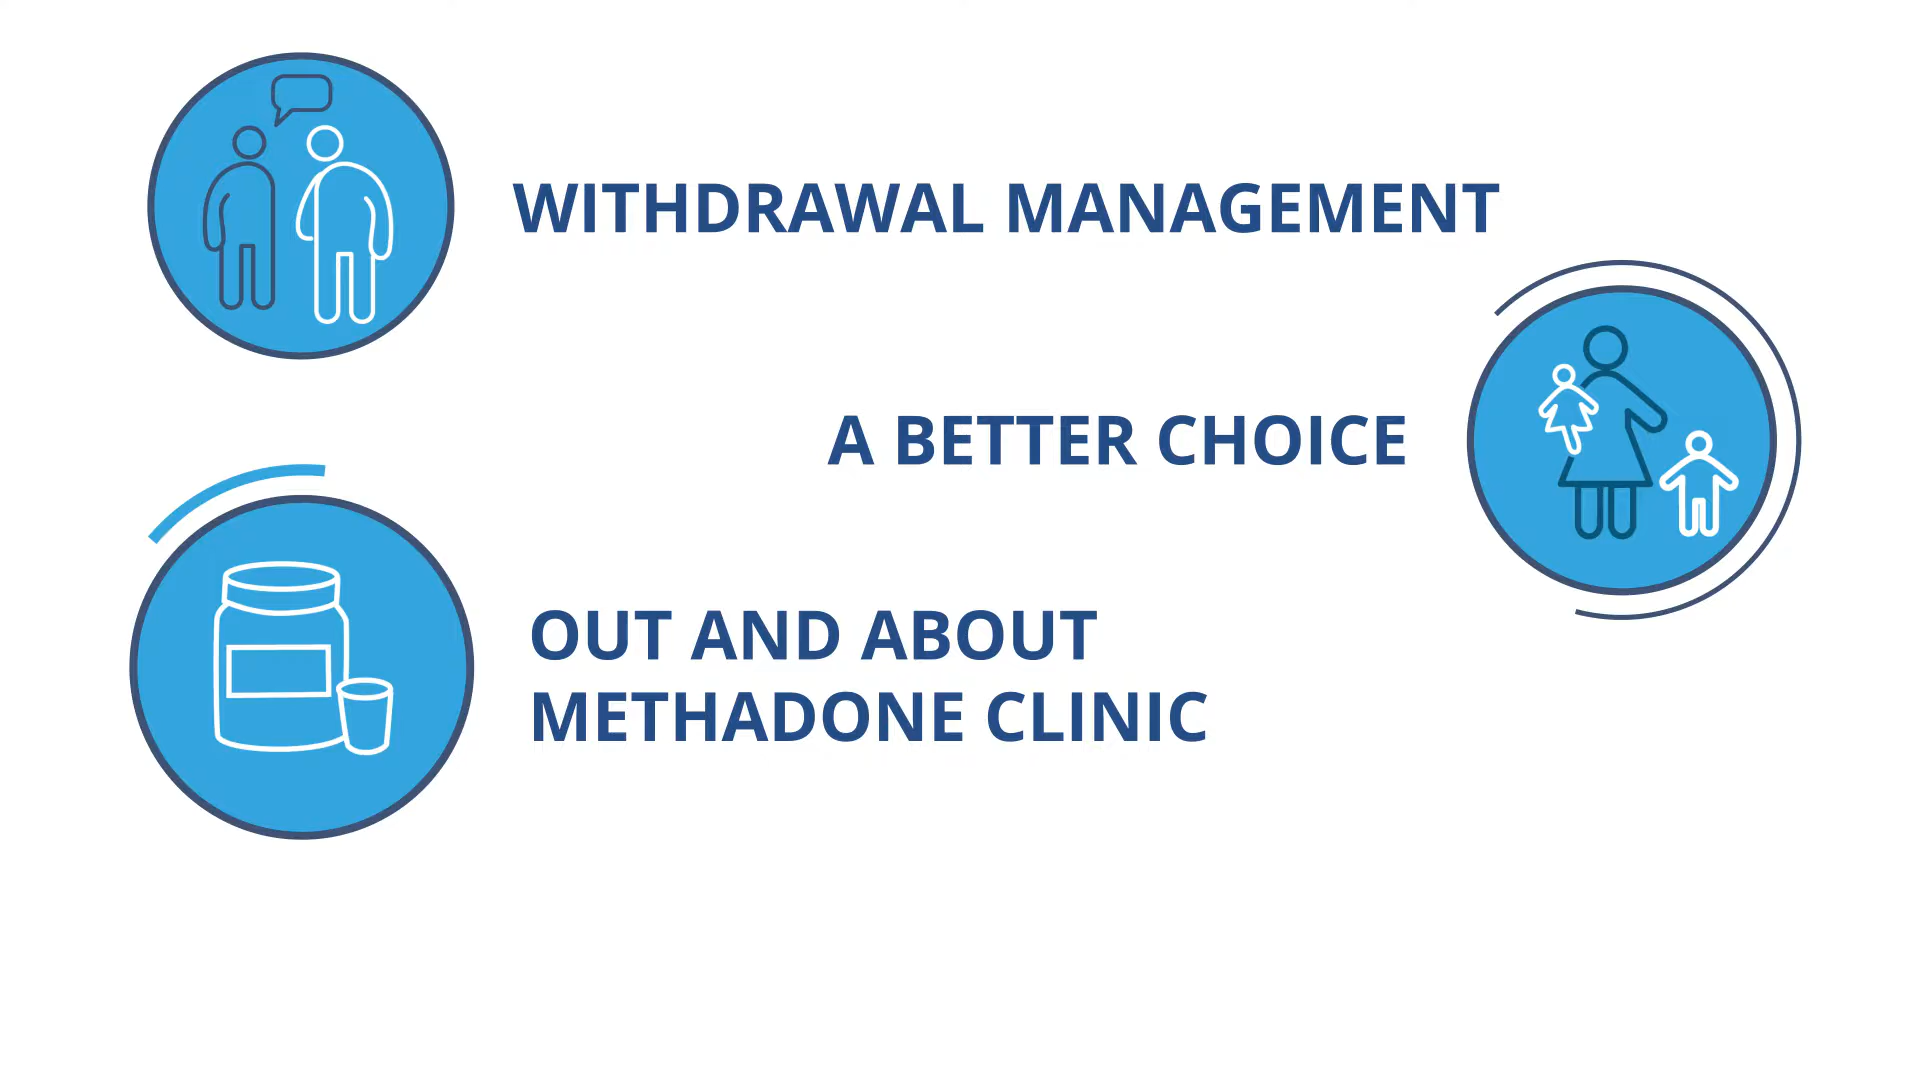 WITHDRAWAL MANAGEMENT
A BETTER CHOICE
OUT AND ABOUT
METHADONE CLINIC